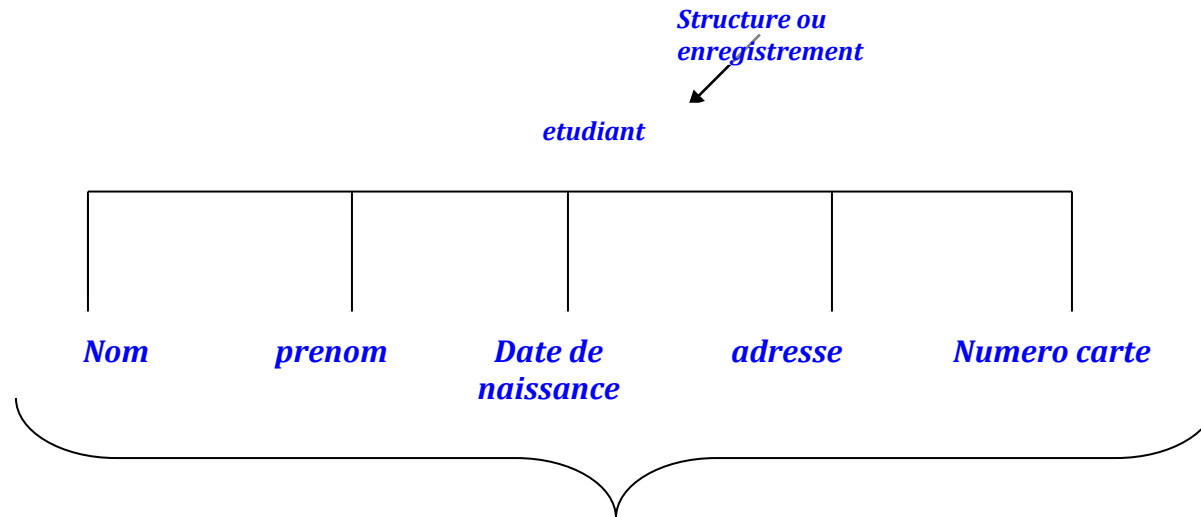 Structure ou
enregistrement
etudiant
Nom
prenom
Date de
naissance
adresse
Numero carte